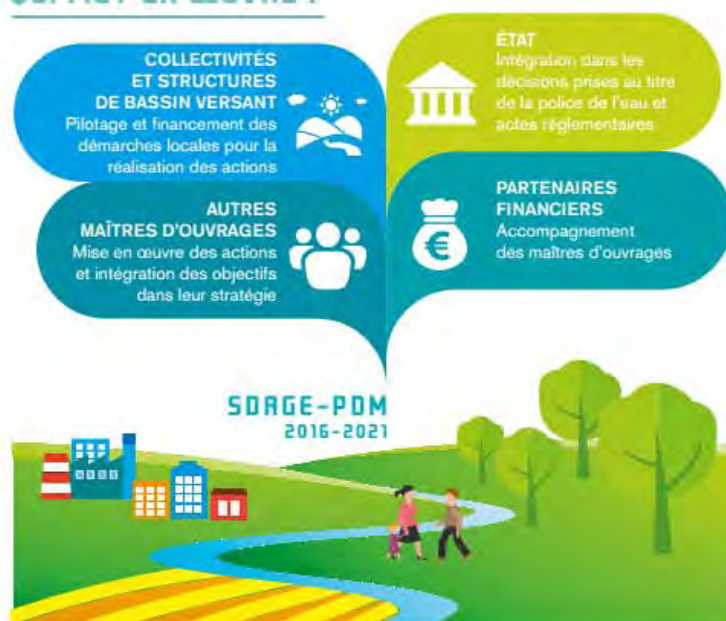 COLLECTIVITÉS
ET STRUCTURES
DE BASSIN VERSANT
Pilotage et financement des
démarches locales pour la
réalisation des actions
ÉTAT
Intégration dans les
décisions prises au titre
de la police de l'eau et
actes réglementaires
AUTRES
MAÎTRES D'OUVRAGES
Mise en œuvre des actions
et intégration des objectifs
dans leur stratégie
PARTENAIRES
FINANCIERS
Accompagnement
des maîtres d'ouvrages
€
SDAGE-PDM
2016-2021